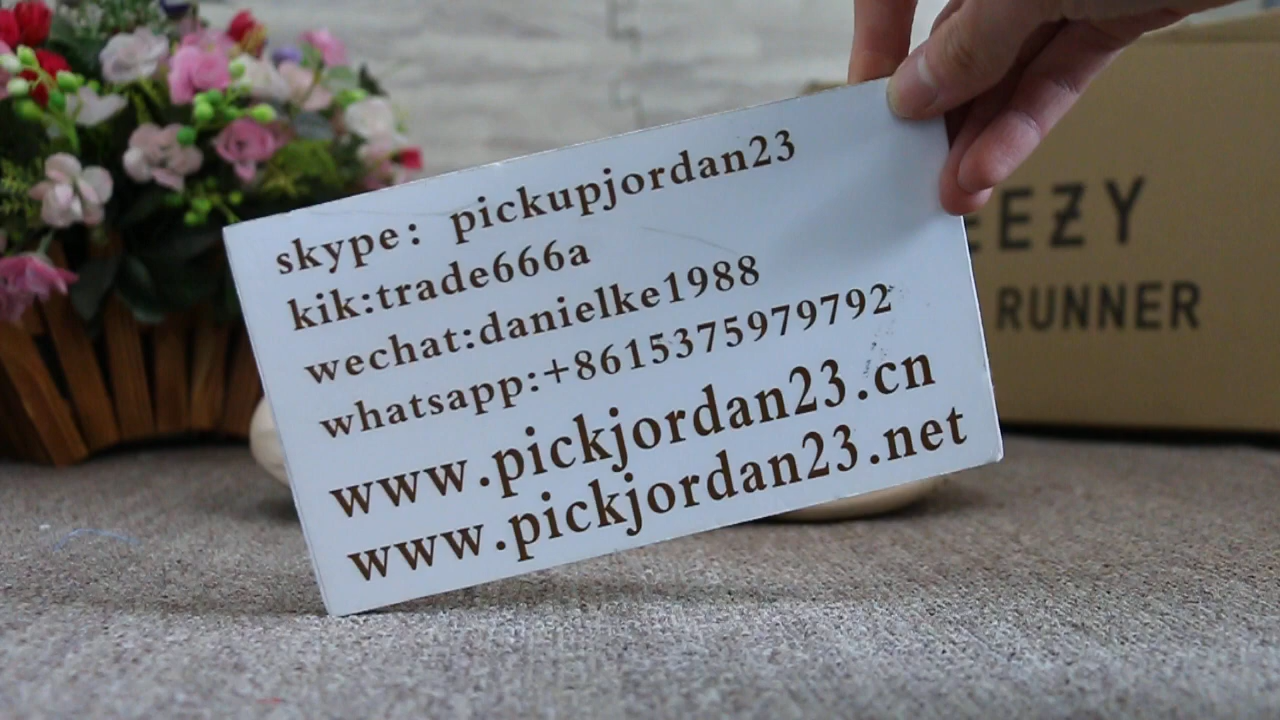 skype: pickupjordan23
kik:trade666a
wechat:danielke1988
whatsapp:+8615375979792
www.pickjordan23.cn
www.pickjordan23.net
EEZY
RUNNER